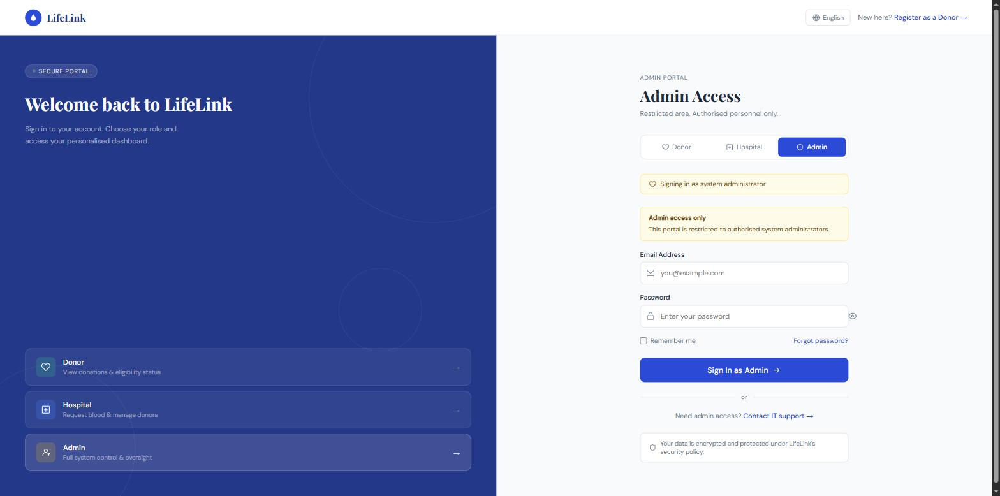 LifeLink
English
New here? Register as a Donor →
SECURE PORTAL
Welcome back to LifeLink
Sign in to your account. Choose your role and
access your personalised dashboard.
Donor
View donations & eligibility status
→
Hospital
Request blood & manage donors
→
Admin
Full system control & oversight
→
ADMIN PORTAL
Admin Access
Restricted area. Authorised personnel only.
Donor
Hospital
Admin
Signing in as system administrator
Admin access only
This portal is restricted to authorised system administrators.
Email Address
you@example.com
Password
Enter your password
Remember me
Forgot password?
Sign In as Admin →
or
Need admin access? Contact IT support →
Your data is encrypted and protected under LifeLink's
security policy.